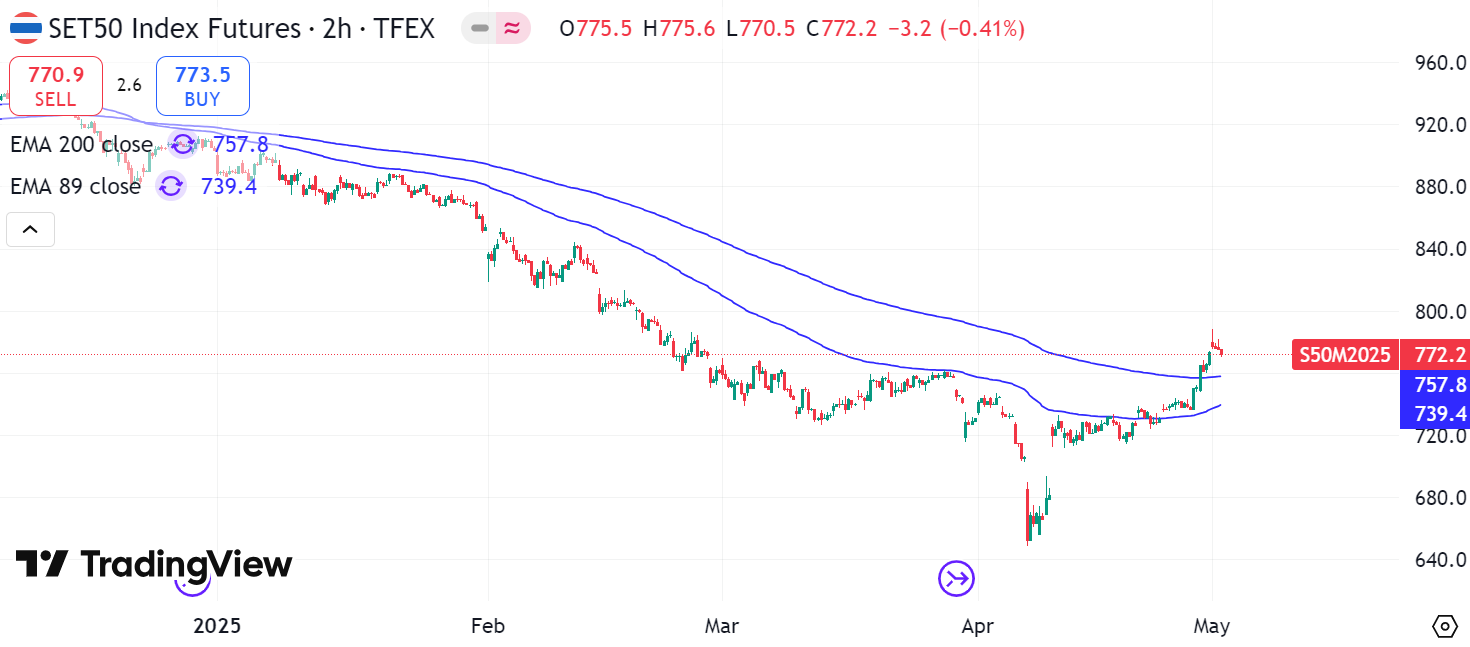 SET50 Index Futures · 2h · TFEX O775.5 H775.6 L770.5 C772.2 −3.2 (−0.41%)
770.9 SELL 2.6 773.5 BUY
EMA 200 close 757.8
EMA 89 close 739.4
960.0
920.0
880.0
840.0
800.0
S50M2025 772.2
757.8
739.4
720.0
680.0
640.0
TradingView
2025 Feb Mar Apr May